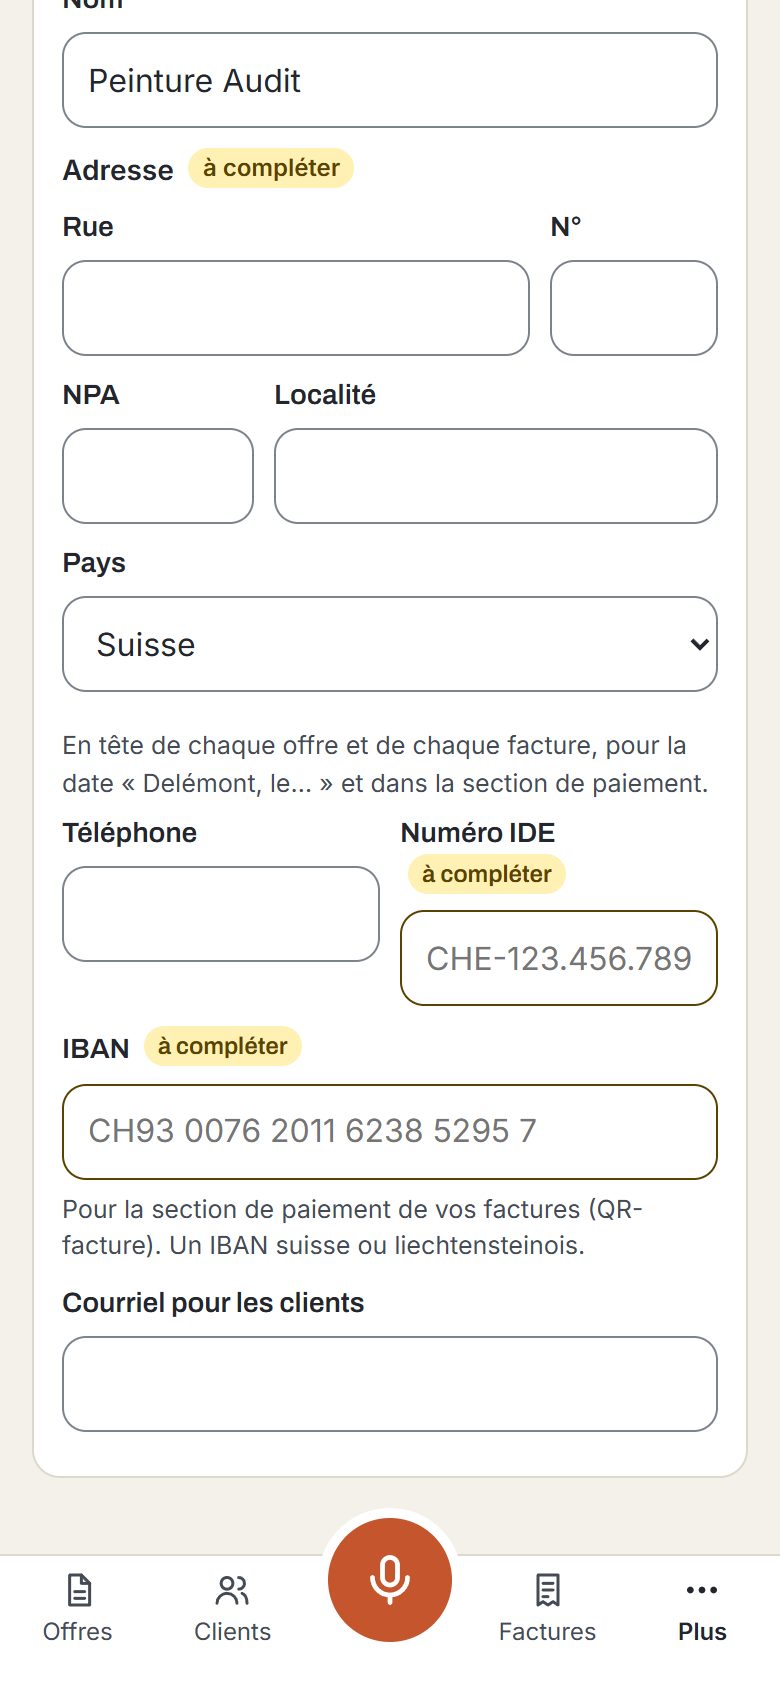 Nom
Peinture Audit
Adresse à compléter
Rue N°
NPA Localité
Pays
Suisse
En tête de chaque offre et de chaque facture, pour la
date « Delémont, le... » et dans la section de paiement.
Téléphone Numéro IDE
à compléter
CHE-123.456.789
IBAN à compléter
CH93 0076 2011 6238 5295 7
Pour la section de paiement de vos factures (QR-
facture). Un IBAN suisse ou liechtensteinois.
Courriel pour les clients
Offres Clients Factures Plus